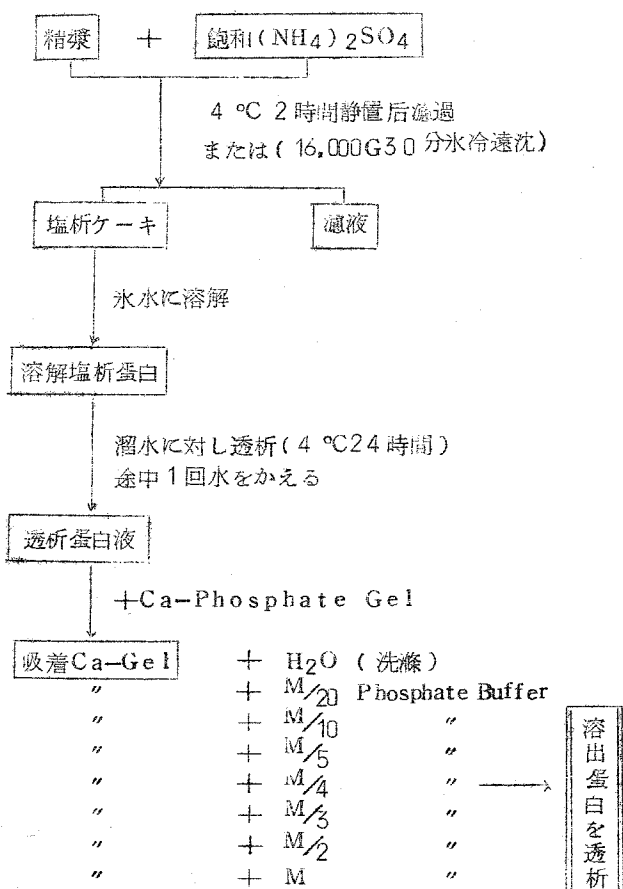 精漿 + 飽和(NH4)2SO4
4 ℃ 2時間静置后濾過
または(16,000G30分氷冷遠沈)
塩析ケーキ 濾液
氷水に溶解
溶解塩析蛋白
溜水に対し透析(4 ℃24時間)
途中1回水をかえる
透析蛋白液
+Ca-Phosphate Gel
吸着Ca-Gel + H2O (洗滌)
〃 + M/20 Phosphate Buffer
〃 + M/10 〃
〃 + M/5 〃
〃 + M/4 〃
〃 + M/3 〃
〃 + M/2 〃
〃 + M 〃
溶出蛋白を透析